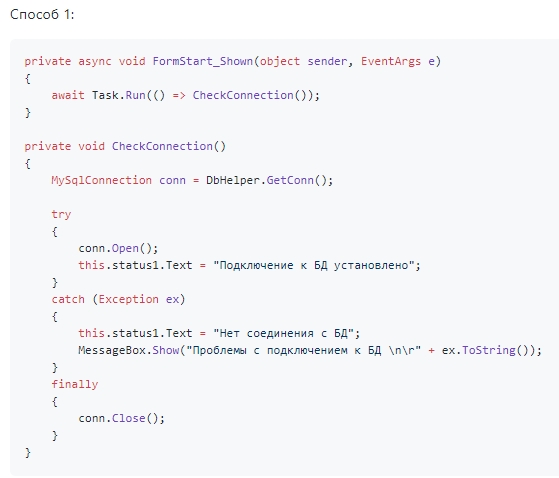 Способ 1:
private async void FormStart_Shown(object sender, EventArgs e)
{
    await Task.Run(() => CheckConnection());
}

private void CheckConnection()
{
    MySqlConnection conn = DbHelper.GetConn();

    try
    {
        conn.Open();
        this.status1.Text = "Подключение к БД установлено";
    }
    catch (Exception ex)
    {
        this.status1.Text = "Нет соединения с БД";
        MessageBox.Show("Проблемы с подключением к БД \n\r" + ex.ToString());
    }
    finally
    {
        conn.Close();
    }
}